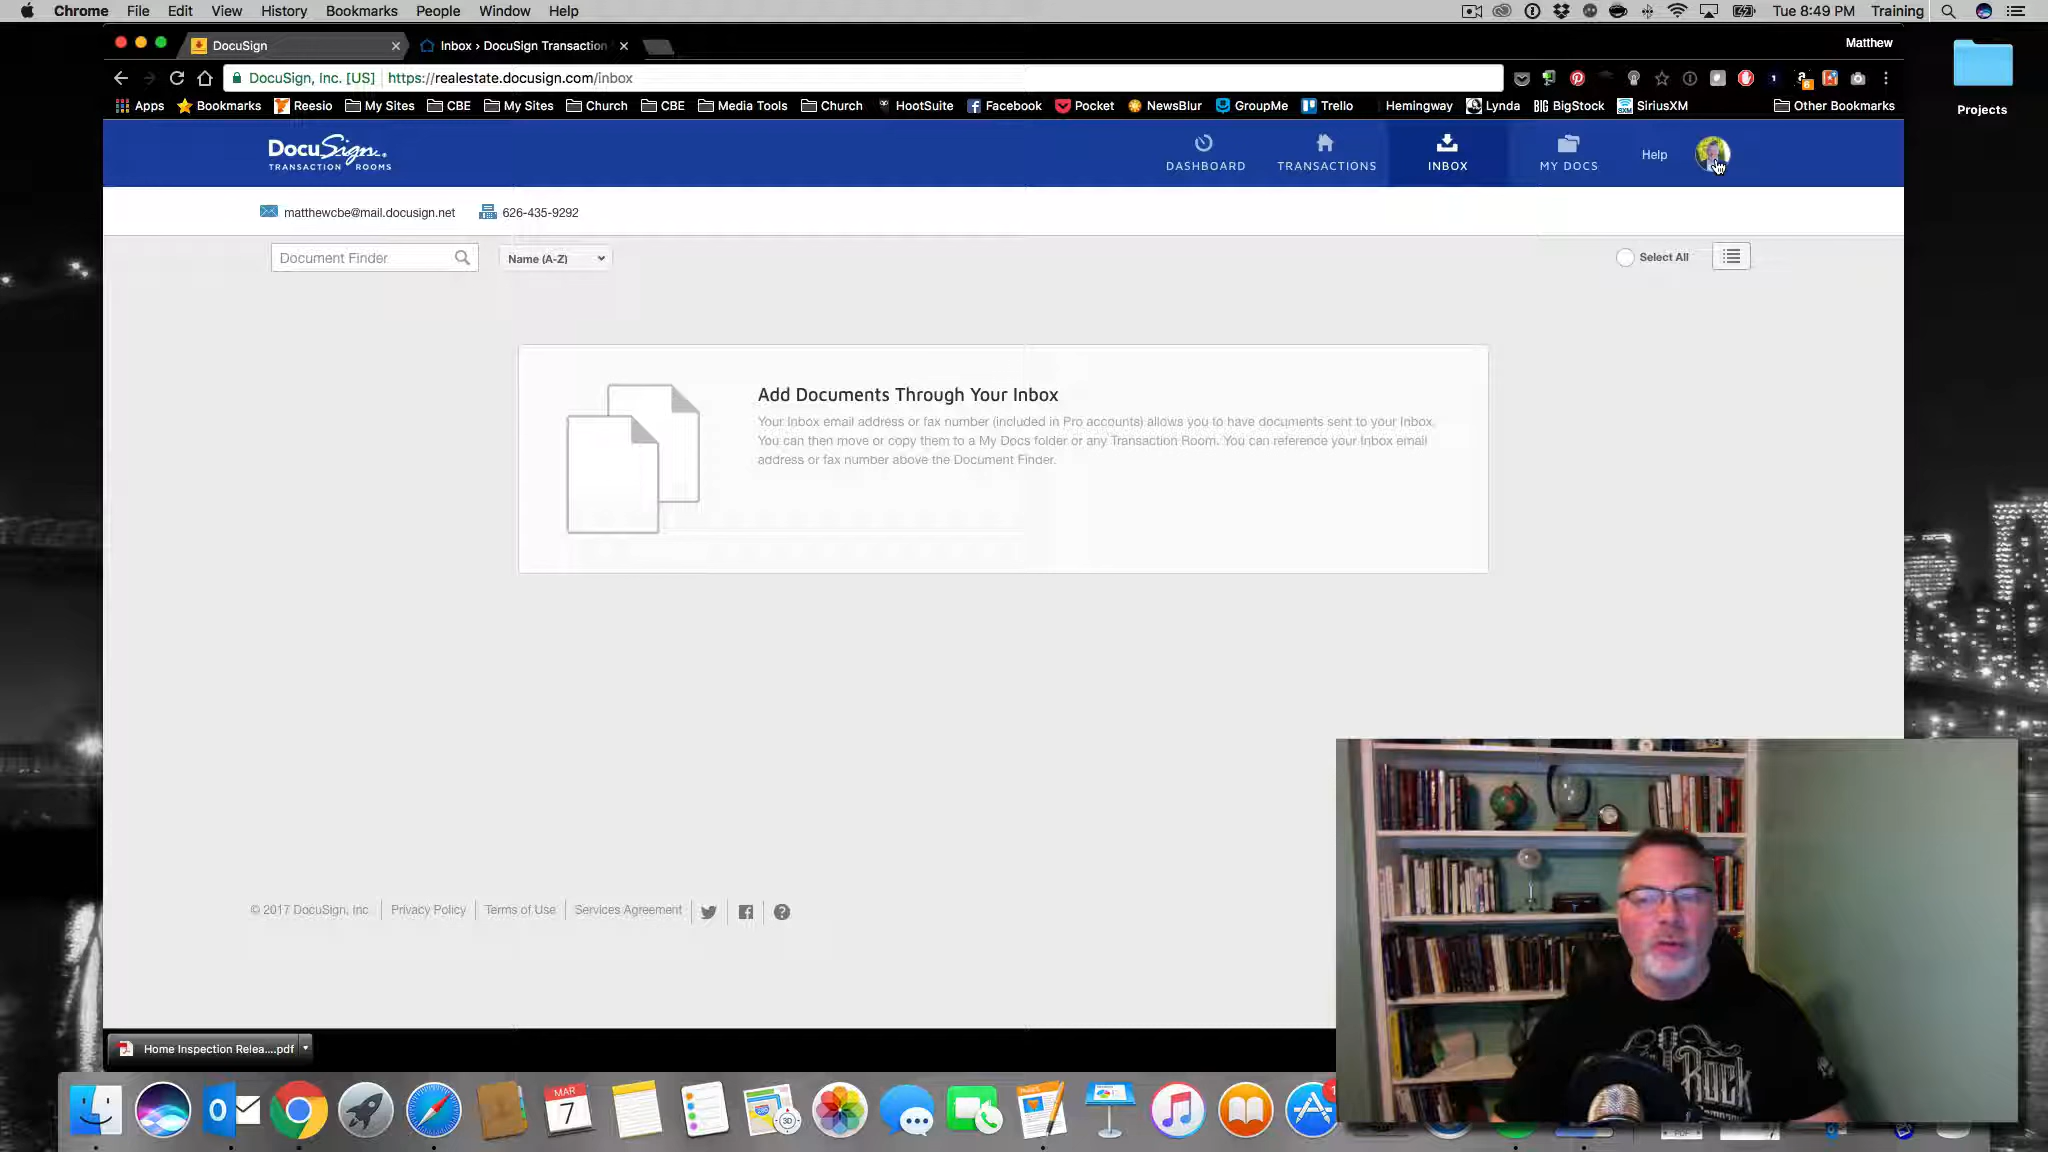 Chrome File Edit View History Bookmarks People Window Help
Tue 8:49 PM Training
DocuSign
Inbox › DocuSign Transaction
Matthew
DocuSign, Inc. [US] https://realestate.docusign.com/inbox
Apps Bookmarks Reesio My Sites CBE My Sites Church CBE Media Tools Church HootSuite Facebook Pocket NewsBlur GroupMe Trello Hemingway Lynda BIG BigStock SiriusXM Other Bookmarks
Projects
DocuSign
TRANSACTION ROOMS
DASHBOARD TRANSACTIONS INBOX MY DOCS Help
matthewcbe@mail.docusign.net 626-435-9292
Document Finder Name (A-Z) Select All
Add Documents Through Your Inbox
Your Inbox email address or fax number (included in Pro accounts) allows you to have documents sent to your Inbox.
You can then move or copy them to a My Docs folder or any Transaction Room. You can reference your Inbox email
address or fax number above the Document Finder.
© 2017 DocuSign, Inc Privacy Policy Terms of Use Services Agreement
Home Inspection Relea....pdf
MAR
7
3D
ROCK
PDF